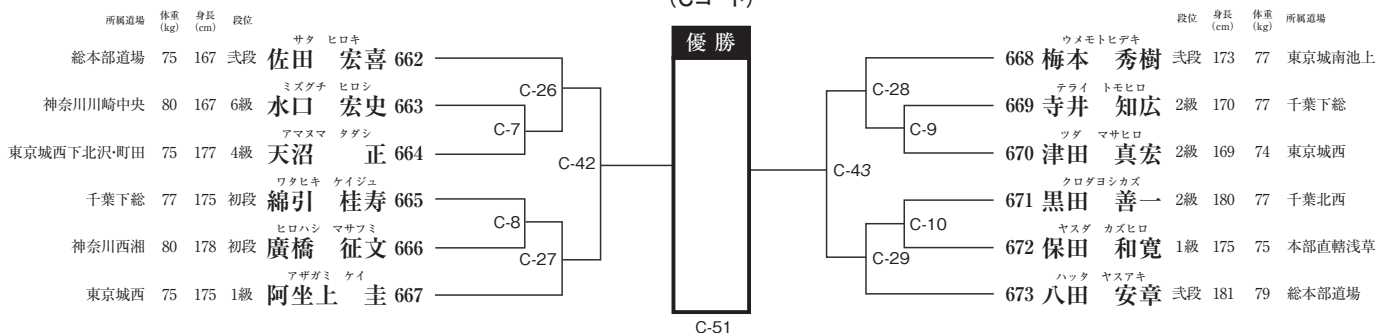 (Cコート)
所属道場 体重(kg) 身長(cm) 段位
サタ ヒロキ
総本部道場 75 167 弐段 佐田 宏喜 662
ミズグチ ヒロシ
神奈川川崎中央 80 167 6級 水口 宏史 663
アマヌマ タダシ
東京城西下北沢・町田 75 177 4級 天沼 正 664
ワタヒキ ケイジュ
千葉下総 77 175 初段 綿引 桂寿 665
ヒロハシ マサフミ
神奈川西湘 80 178 初段 廣橋 征文 666
アザガミ ケイ
東京城西 75 175 1級 阿坐上 圭 667
C-26
C-7
C-42
C-8
C-27
優勝
C-51
C-28
C-9
C-43
C-10
C-29
段位 身長(cm) 体重(kg) 所属道場
ウメモトヒデキ
668 梅本 秀樹 弐段 173 77 東京城南池上
テライ トモヒロ
669 寺井 知広 2級 170 77 千葉下総
ツダ マサヒロ
670 津田 真宏 2級 169 74 東京城西
クロダヨシカズ
671 黒田 善一 2級 180 77 千葉北西
ヤスダ カズヒロ
672 保田 和寛 1級 175 75 本部直轄浅草
ハッタ ヤスアキ
673 八田 安章 弐段 181 79 総本部道場